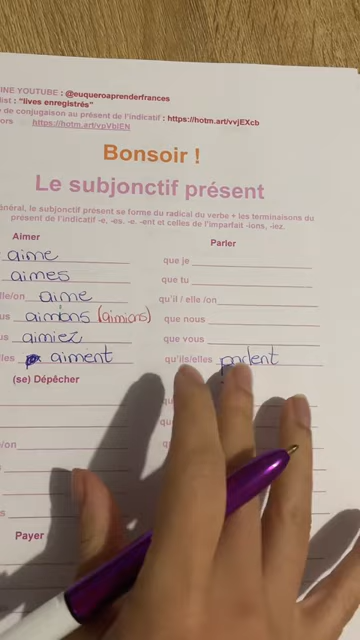 INE YOUTUBE : @euqueroaprenderfrances
list : "lives enregistrés"
de conjugaison au présent de l'indicatif : https://hotm.art/vvjEXcb
ors https://hotm.art/vpVbiEN
Bonsoir !
Le subjonctif présent
énéral, le subjonctif présent se forme du radical du verbe + les terminaisons du
présent de l'indicatif -e, -es. -e. -ent et celles de l'imparfait -ions, -iez.
Aimer
aime
aimes
elle/on aime
us aimions (aimions)
us aimiez
lles aiment
(se) Dépêcher
/on
s
Payer
Parler
que je
que tu
qu'il / elle /on
que nous
que vous
qu'ils/elles parlent